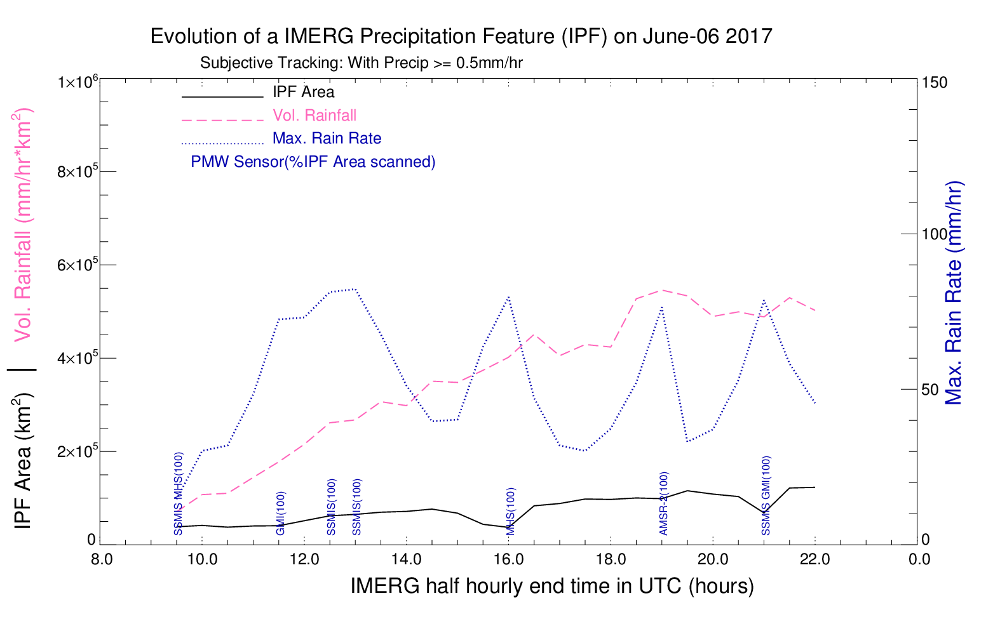 Evolution of a IMERG Precipitation Feature (IPF) on June-06 2017
Subjective Tracking: With Precip >= 0.5mm/hr
IPF Area
Vol. Rainfall
Max. Rain Rate
PMW Sensor(%IPF Area scanned)
IPF Area (km²) | Vol. Rainfall (mm/hr*km²)
1×10⁶
8×10⁵
6×10⁵
4×10⁵
2×10⁵
0
150
100
50
0
Max. Rain Rate (mm/hr)
SSMIS MHS(100)
GMI(100)
SSMIS(100)
SSMIS(100)
MHS(100)
AMSR-2(100)
SSMIS GMI(100)
8.0 10.0 12.0 14.0 16.0 18.0 20.0 22.0 0.0
IMERG half hourly end time in UTC (hours)